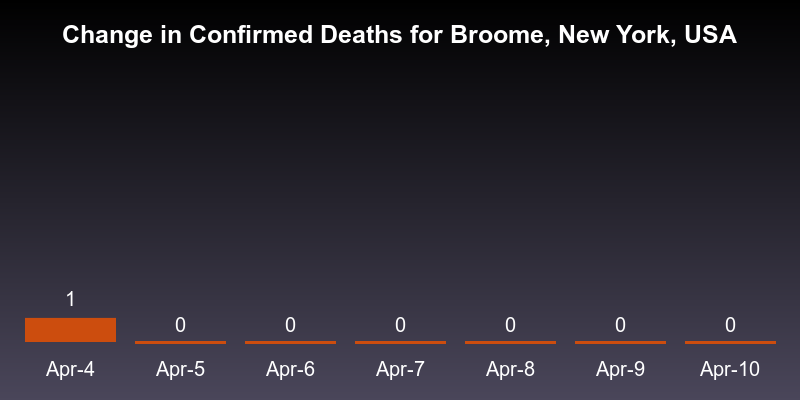 Change in Confirmed Deaths for Broome, New York, USA
1
0 0 0 0 0 0
Apr-4 Apr-5 Apr-6 Apr-7 Apr-8 Apr-9 Apr-10